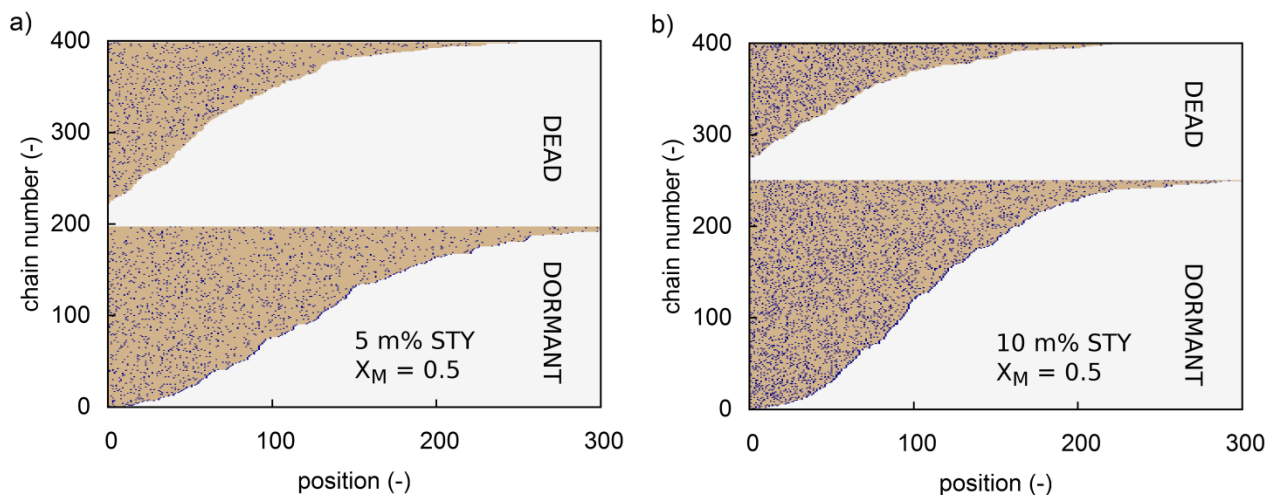 a)
400
300
200
100
0
chain number (-)
DEAD
DORMANT
5 m% STY
X_M = 0.5
0 100 200 300
position (-)
b)
400
300
200
100
0
chain number (-)
DEAD
DORMANT
10 m% STY
X_M = 0.5
0 100 200 300
position (-)